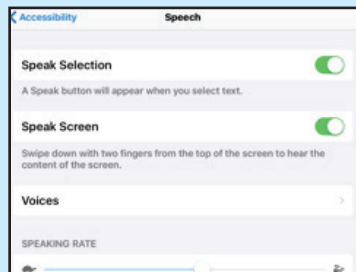 Accessibility
Speech
Speak Selection
A Speak button will appear when you select text.
Speak Screen
Swipe down with two fingers from the top of the screen to hear the
content of the screen.
Voices
SPEAKING RATE